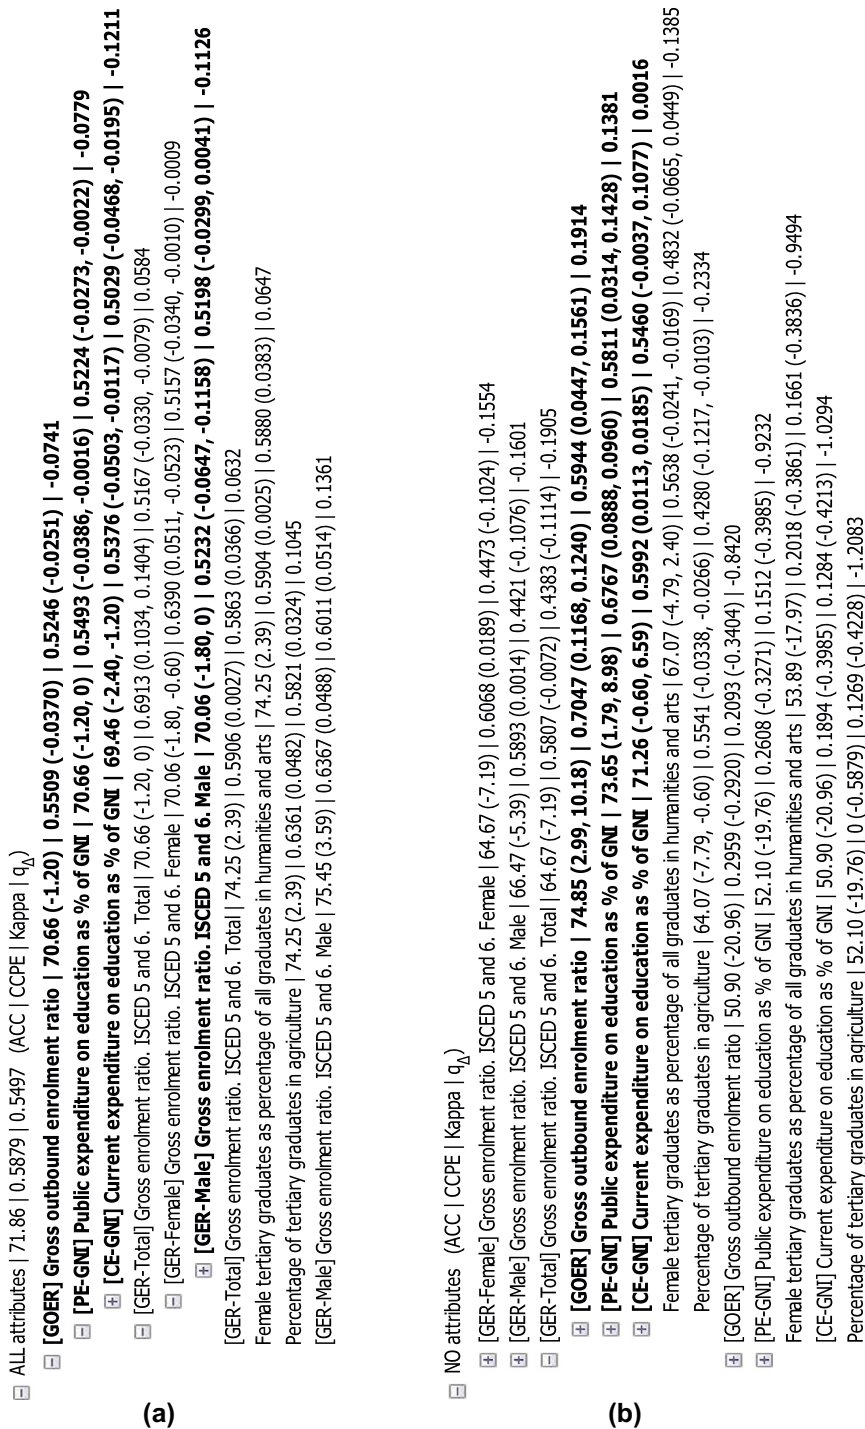 ALL attributes | 71.86 | 0.5879 | 0.5497 (ACC | CCPE | Kappa | qΔ)
[GOER] Gross outbound enrolment ratio | 70.66 (-1.20) | 0.5509 (-0.0370) | 0.5246 (-0.0251) | -0.0741
[PE-GNI] Public expenditure on education as % of GNI | 70.66 (-1.20, 0) | 0.5493 (-0.0386, -0.0016) | 0.5224 (-0.0273, -0.0022) | -0.0779
[CE-GNI] Current expenditure on education as % of GNI | 69.46 (-2.40, -1.20) | 0.5376 (-0.0503, -0.0117) | 0.5029 (-0.0468, -0.0195) | -0.1211
[GER-Total] Gross enrolment ratio. ISCED 5 and 6. Total | 70.66 (-1.20, 0) | 0.6913 (0.1034, 0.1404) | 0.5167 (-0.0330, -0.0079) | 0.0584
[GER-Female] Gross enrolment ratio. ISCED 5 and 6. Female | 70.06 (-1.80, -0.60) | 0.6390 (0.0511, -0.0523) | 0.5157 (-0.0340, -0.0010) | -0.0009
[GER-Male] Gross enrolment ratio. ISCED 5 and 6. Male | 70.06 (-1.80, 0) | 0.5232 (-0.0647, -0.1158) | 0.5198 (-0.0299, 0.0041) | -0.1126
[GER-Total] Gross enrolment ratio. ISCED 5 and 6. Total | 74.25 (2.39) | 0.5906 (0.0027) | 0.5863 (0.0366) | 0.0632
Female tertiary graduates as percentage of all graduates in humanities and arts | 74.25 (2.39) | 0.5904 (0.0025) | 0.5880 (0.0383) | 0.0647
Percentage of tertiary graduates in agriculture | 74.25 (2.39) | 0.6361 (0.0482) | 0.5821 (0.0324) | 0.1045
[GER-Male] Gross enrolment ratio. ISCED 5 and 6. Male | 75.45 (3.59) | 0.6367 (0.0488) | 0.6011 (0.0514) | 0.1361
(a)
NO attributes (ACC | CCPE | Kappa | qΔ)
[GER-Female] Gross enrolment ratio. ISCED 5 and 6. Female | 64.67 (-7.19) | 0.6068 (0.0189) | 0.4473 (-0.1024) | -0.1554
[GER-Male] Gross enrolment ratio. ISCED 5 and 6. Male | 66.47 (-5.39) | 0.5893 (0.0014) | 0.4421 (-0.1076) | -0.1601
[GER-Total] Gross enrolment ratio. ISCED 5 and 6. Total | 64.67 (-7.19) | 0.5807 (-0.0072) | 0.4383 (-0.1114) | -0.1905
[GOER] Gross outbound enrolment ratio | 74.85 (2.99, 10.18) | 0.7047 (0.1168, 0.1240) | 0.5944 (0.0447, 0.1561) | 0.1914
[PE-GNI] Public expenditure on education as % of GNI | 73.65 (1.79, 8.98) | 0.6767 (0.0888, 0.0960) | 0.5811 (0.0314, 0.1428) | 0.1381
[CE-GNI] Current expenditure on education as % of GNI | 71.26 (-0.60, 6.59) | 0.5992 (0.0113, 0.0185) | 0.5460 (-0.0037, 0.1077) | 0.0016
Female tertiary graduates as percentage of all graduates in humanities and arts | 67.07 (-4.79, 2.40) | 0.5638 (-0.0241, -0.0169) | 0.4832 (-0.0665, 0.0449) | -0.1385
Percentage of tertiary graduates in agriculture | 64.07 (-7.79, -0.60) | 0.5541 (-0.0338, -0.0266) | 0.4280 (-0.1217, -0.0103) | -0.2334
[GOER] Gross outbound enrolment ratio | 50.90 (-20.96) | 0.2959 (-0.2920) | 0.2093 (-0.3404) | -0.8420
[PE-GNI] Public expenditure on education as % of GNI | 52.10 (-19.76) | 0.2608 (-0.3271) | 0.1512 (-0.3985) | -0.9232
Female tertiary graduates as percentage of all graduates in humanities and arts | 53.89 (-17.97) | 0.2018 (-0.3861) | 0.1661 (-0.3836) | -0.9494
[CE-GNI] Current expenditure on education as % of GNI | 50.90 (-20.96) | 0.1894 (-0.3985) | 0.1284 (-0.4213) | -1.0294
Percentage of tertiary graduates in agriculture | 52.10 (-19.76) | 0 (-0.5879) | 0.1269 (-0.4228) | -1.2083
(b)